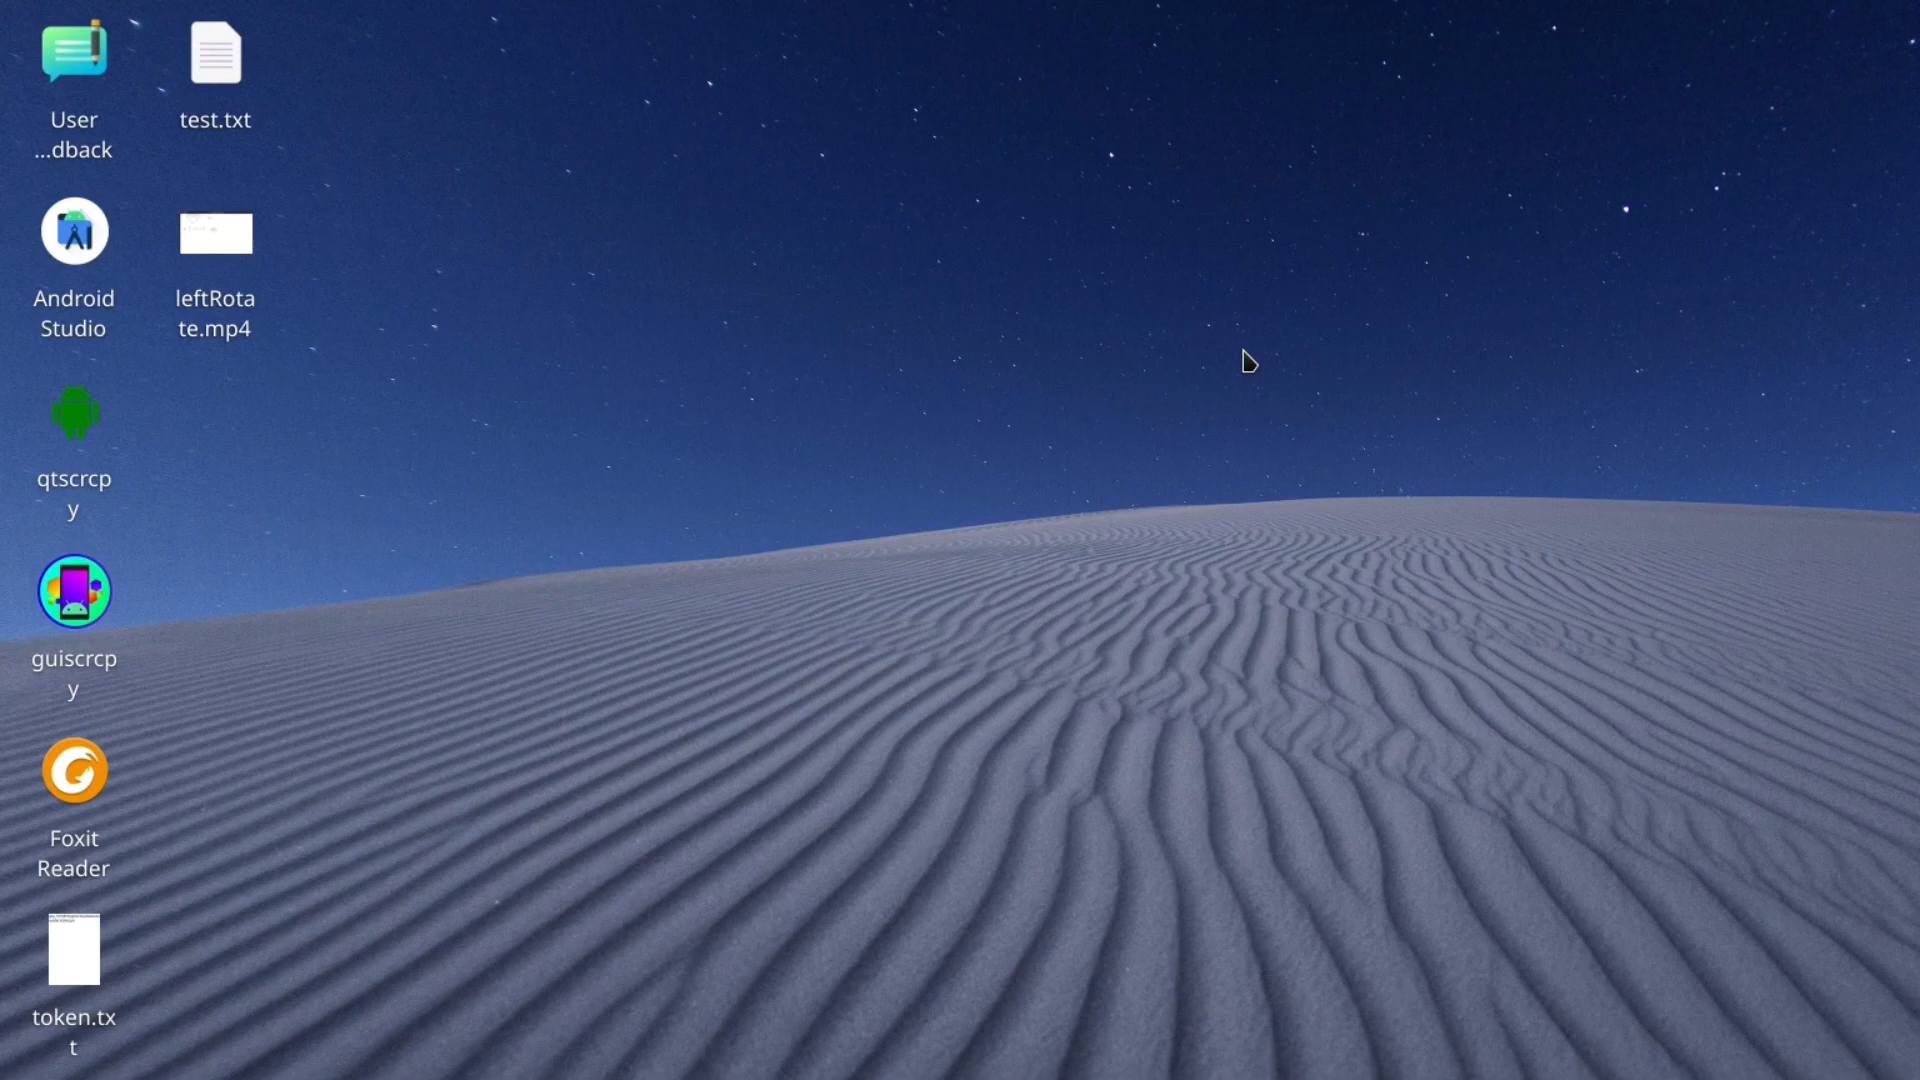 User
...dback
test.txt
Android
Studio
leftRota
te.mp4
qtscrcp
y
guiscrcp
y
Foxit
Reader
token.tx
t